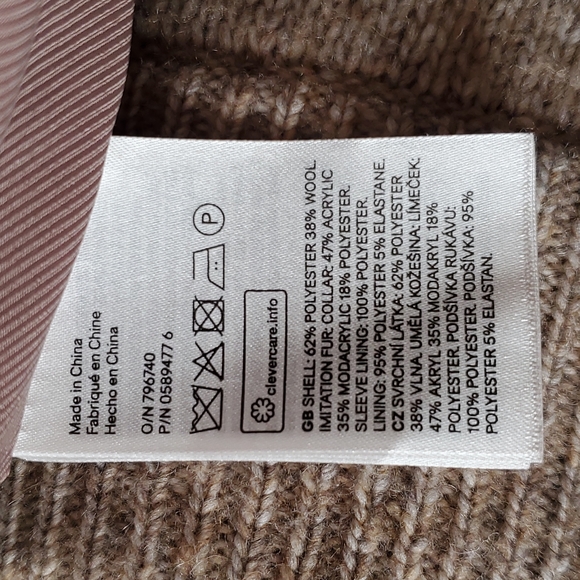 Made in China
Fabriqué en Chine
Hecho en China
O/N 796740
P/N 0589477 6
P
clevercare.info
GB SHELL: 62% POLYESTER 38% WOOL.
IMITATION FUR: COLLAR: 47% ACRYLIC
35% MODACRYLIC 18% POLYESTER.
SLEEVE LINING: 100% POLYESTER.
LINING: 95% POLYESTER 5% ELASTANE.
CZ SVRCHNÍ LÁTKA: 62% POLYESTER
38% VLNA. UMĚLÁ KOŽEŠINA: LÍMEČEK:
47% AKRYL 35% MODAKRYL 18%
POLYESTER. PODŠÍVKA RUKÁVU:
100% POLYESTER. PODŠÍVKA: 95%
POLYESTER 5% ELASTAN.